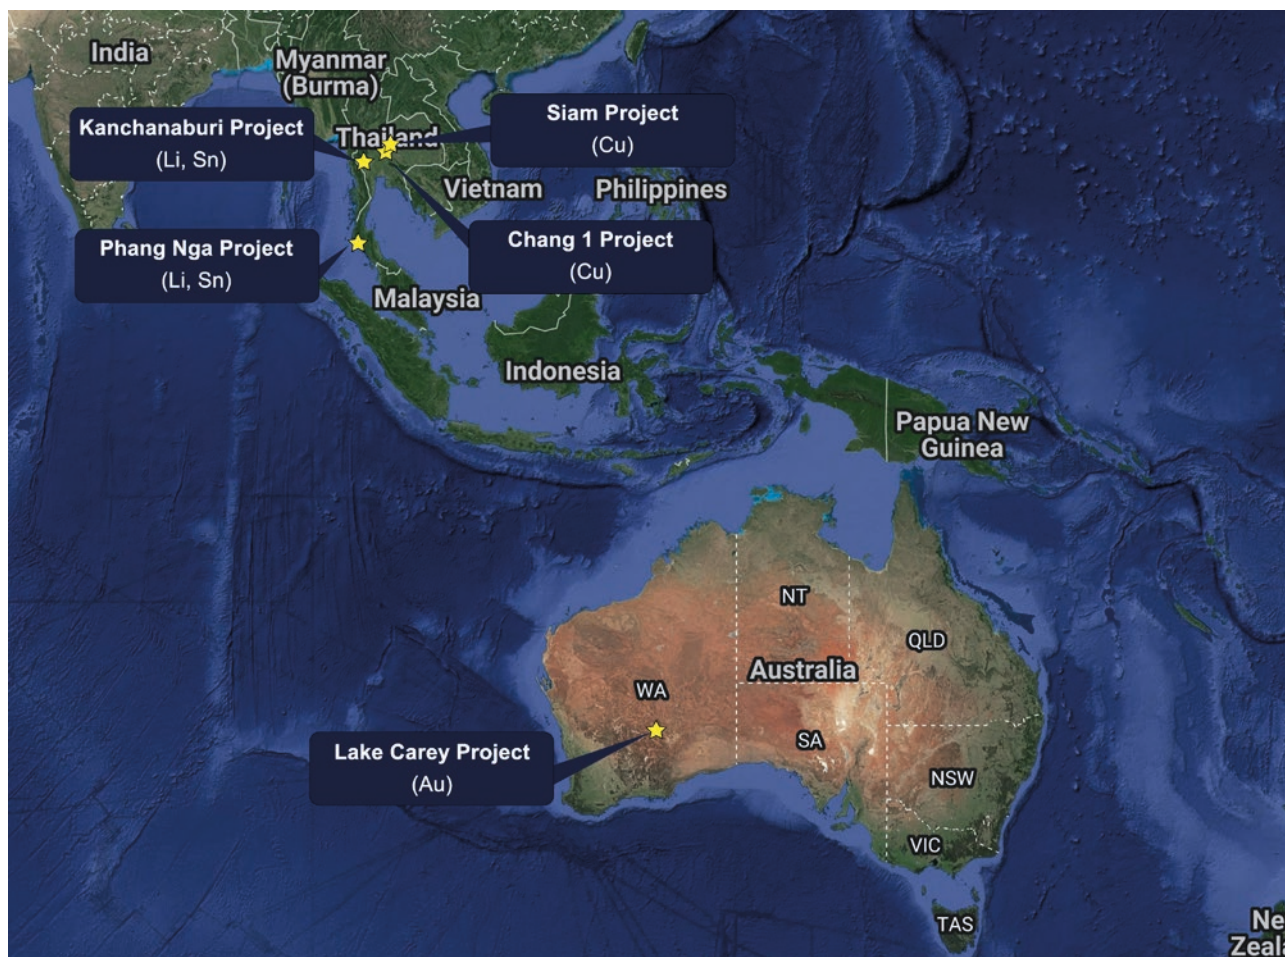 India
Myanmar
(Burma)
Kanchanaburi Project
(Li, Sn)
Thailand
Siam Project
(Cu)
Vietnam
Philippines
Phang Nga Project
(Li, Sn)
Chang 1 Project
(Cu)
Malaysia
Indonesia
Papua New
Guinea
NT
QLD
Australia
WA
Lake Carey Project
(Au)
SA
NSW
VIC
TAS
Ne
Zeala